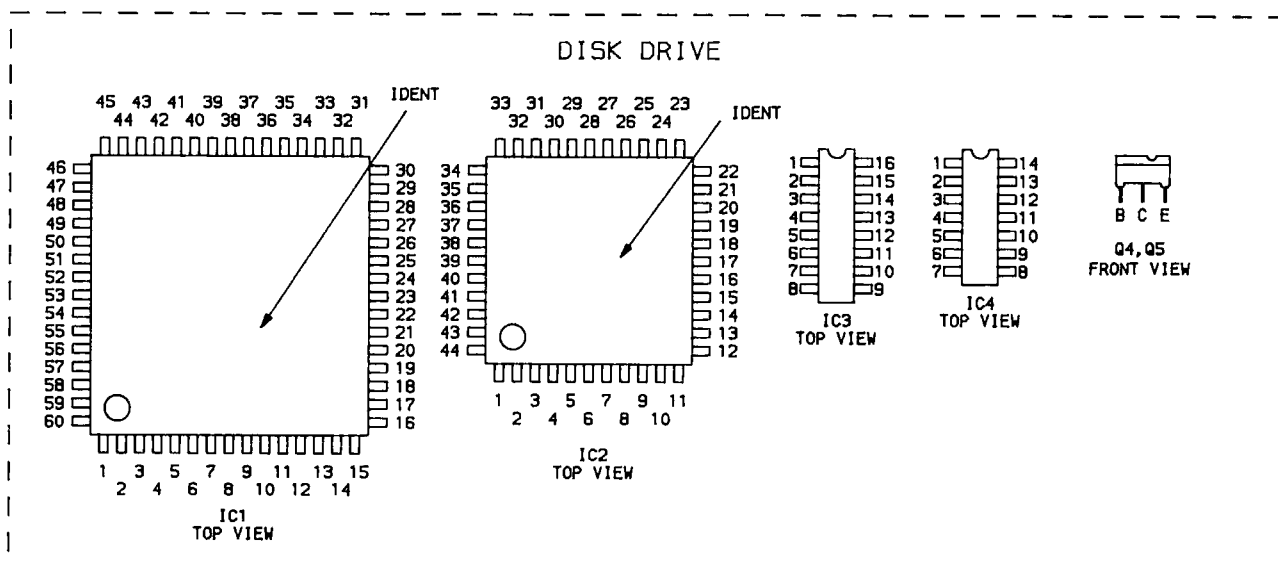 DISK DRIVE
45 43 41 39 37 35 33 31
44 42 40 38 36 34 32
IDENT
46 30
47 29
48 28
49 27
50 26
51 25
52 24
53 23
54 22
55 21
56 20
57 19
58 18
59 17
60 16
1 3 5 7 9 11 13 15
2 4 6 8 10 12 14
IC1
TOP VIEW
33 31 29 27 25 23
32 30 28 26 24
IDENT
34 22
35 21
36 20
37 19
38 18
39 17
40 16
41 15
42 14
43 13
44 12
1 3 5 7 9 11
2 4 6 8 10
IC2
TOP VIEW
1 16
2 15
3 14
4 13
5 12
6 11
7 10
8 9
IC3
TOP VIEW
1 14
2 13
3 12
4 11
5 10
6 9
7 8
IC4
TOP VIEW
B C E
Q4,Q5
FRONT VIEW